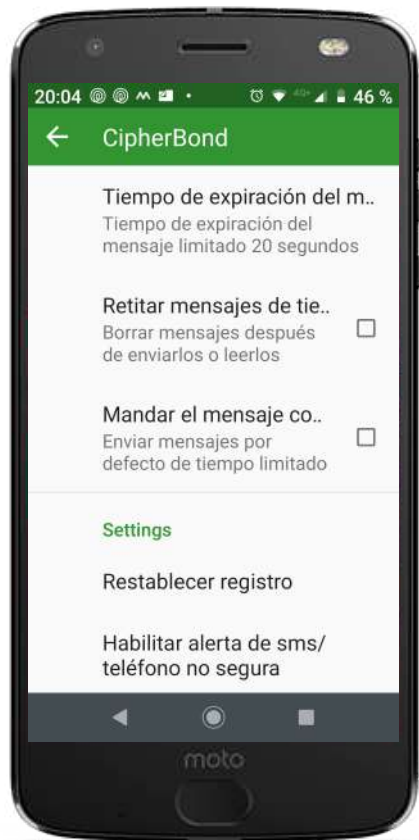 20:04 46 %
CipherBond
Tiempo de expiración del m..
Tiempo de expiración del
mensaje limitado 20 segundos
Retitar mensajes de tie..
Borrar mensajes después
de enviarlos o leerlos
Mandar el mensaje co..
Enviar mensajes por
defecto de tiempo limitado
Settings
Restablecer registro
Habilitar alerta de sms/
teléfono no segura
moto